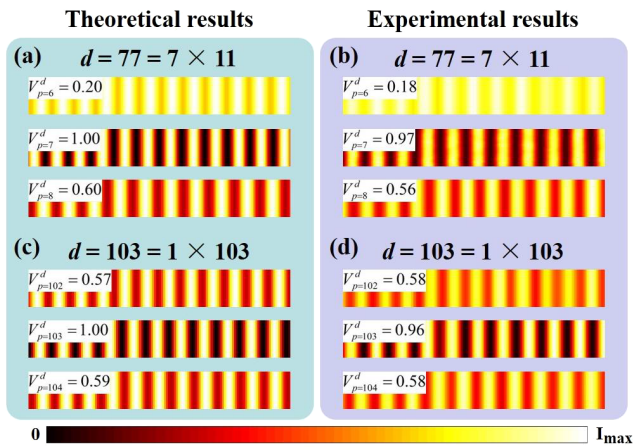 Theoretical results
Experimental results
(a) d = 77 = 7 × 11
V^d_{p=6} = 0.20
V^d_{p=7} = 1.00
V^d_{p=8} = 0.60
(b) d = 77 = 7 × 11
V^d_{p=6} = 0.18
V^d_{p=7} = 0.97
V^d_{p=8} = 0.56
(c) d = 103 = 1 × 103
V^d_{p=102} = 0.57
V^d_{p=103} = 1.00
V^d_{p=104} = 0.59
(d) d = 103 = 1 × 103
V^d_{p=102} = 0.58
V^d_{p=103} = 0.96
V^d_{p=104} = 0.58
0 I_max